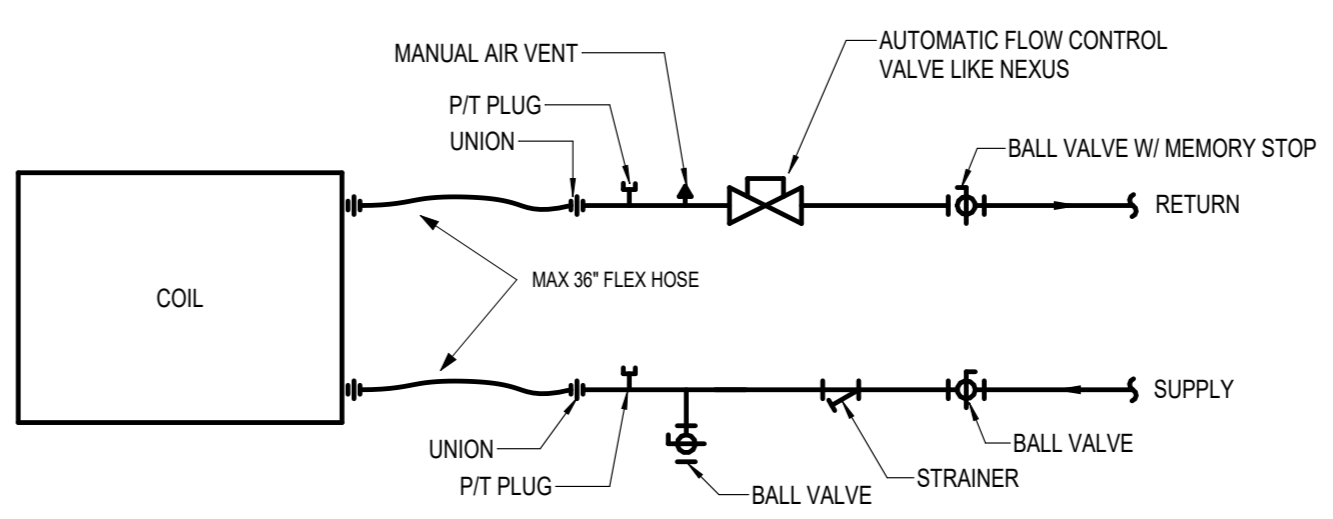 MANUAL AIR VENT
AUTOMATIC FLOW CONTROL
VALVE LIKE NEXUS
P/T PLUG
UNION
BALL VALVE W/ MEMORY STOP
RETURN
MAX 36" FLEX HOSE
COIL
SUPPLY
UNION
BALL VALVE
P/T PLUG
STRAINER
BALL VALVE